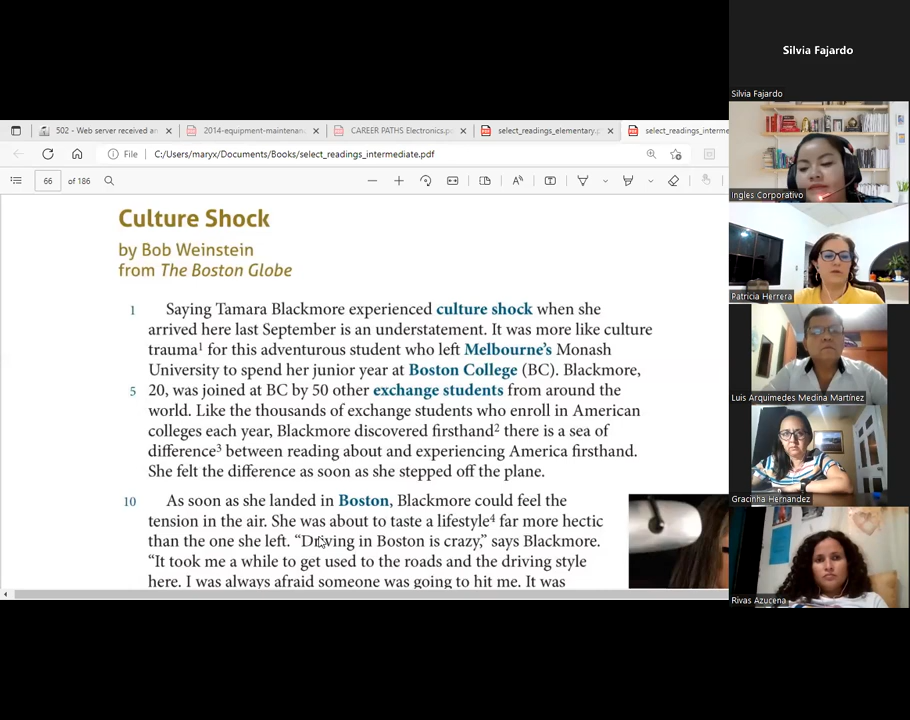 Silvia Fajardo
Silvia Fajardo
502 - Web server received a
2014-equipment-maintenan
CAREER PATHS Electronics.p
select_readings_elementary.p
select_readings_interme
File
C:/Users/maryx/Documents/Books/select_readings_intermediate.pdf
66 of 186
Culture Shock
by Bob Weinstein
from The Boston Globe
1 Saying Tamara Blackmore experienced culture shock when she
arrived here last September is an understatement. It was more like culture
trauma1 for this adventurous student who left Melbourne's Monash
University to spend her junior year at Boston College (BC). Blackmore,
5 20, was joined at BC by 50 other exchange students from around the
world. Like the thousands of exchange students who enroll in American
colleges each year, Blackmore discovered firsthand2 there is a sea of
difference3 between reading about and experiencing America firsthand.
She felt the difference as soon as she stepped off the plane.
10 As soon as she landed in Boston, Blackmore could feel the
tension in the air. She was about to taste a lifestyle4 far more hectic
than the one she left. “Driving in Boston is crazy,” says Blackmore.
“It took me a while to get used to the roads and the driving style
here. I was always afraid someone was going to hit me. It was
Ingles Corporativo
Patricia Herrera
Luis Arquimedes Medina Martínez
Gracinha Hernandez
Rivas Azucena